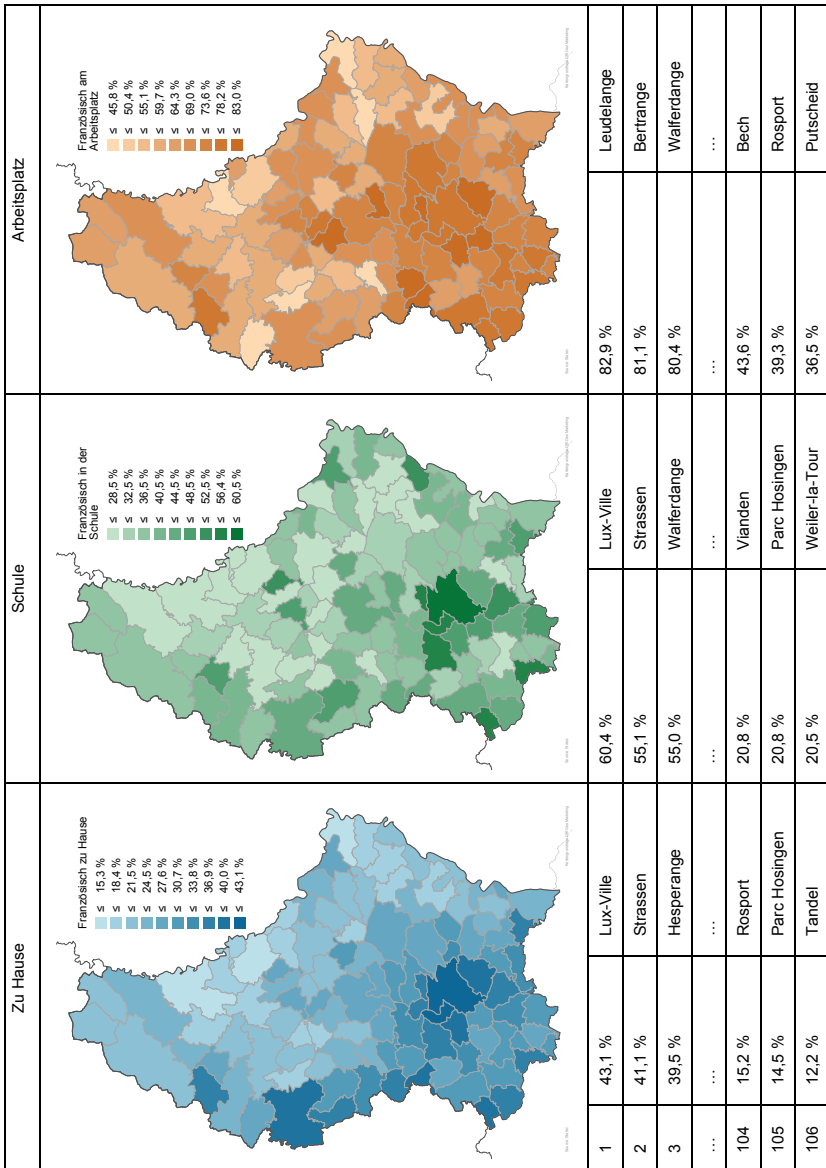 Zu Hause
Französisch zu Hause
≤ 15,3 %
≤ 18,4 %
≤ 21,5 %
≤ 24,5 %
≤ 27,6 %
≤ 30,7 %
≤ 33,8 %
≤ 36,9 %
≤ 40,0 %
≤ 43,1 %
1 43,1 % Lux-Ville
2 41,1 % Strassen
3 39,5 % Hesperange
... ... ...
104 15,2 % Rosport
105 14,5 % Parc Hosingen
106 12,2 % Tandel
Schule
Französisch in der
Schule
≤ 28,5 %
≤ 32,5 %
≤ 36,5 %
≤ 40,5 %
≤ 44,5 %
≤ 48,5 %
≤ 52,5 %
≤ 56,4 %
≤ 60,5 %
60,4 % Lux-Ville
55,1 % Strassen
55,0 % Walferdange
... ...
20,8 % Vianden
20,8 % Parc Hosingen
20,5 % Weiler-la-Tour
Arbeitsplatz
Französisch am
Arbeitsplatz
≤ 45,8 %
≤ 50,4 %
≤ 55,1 %
≤ 59,7 %
≤ 64,3 %
≤ 69,0 %
≤ 73,6 %
≤ 78,2 %
≤ 83,0 %
82,9 % Leudelange
81,1 % Bertrange
80,4 % Walferdange
... ...
43,6 % Bech
39,3 % Rosport
36,5 % Putscheid